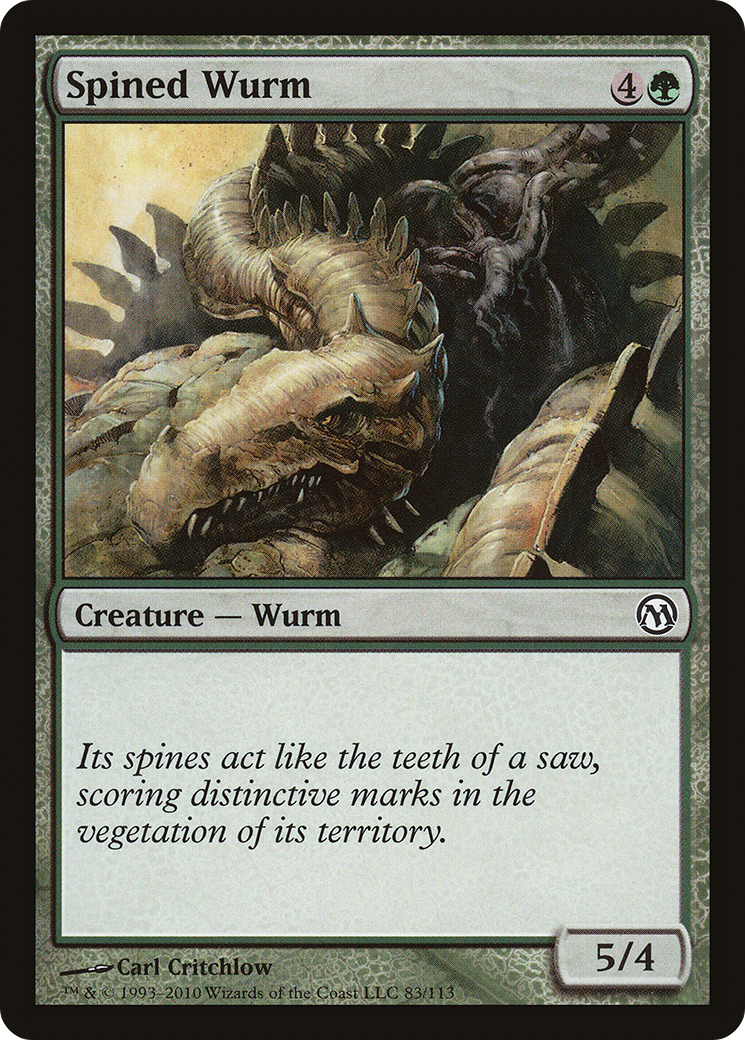 Spined Wurm 4
Creature — Wurm
Its spines act like the teeth of a saw,
scoring distinctive marks in the
vegetation of its territory.
5/4
Carl Critchlow
™ & © 1993–2010 Wizards of the Coast LLC 83/113